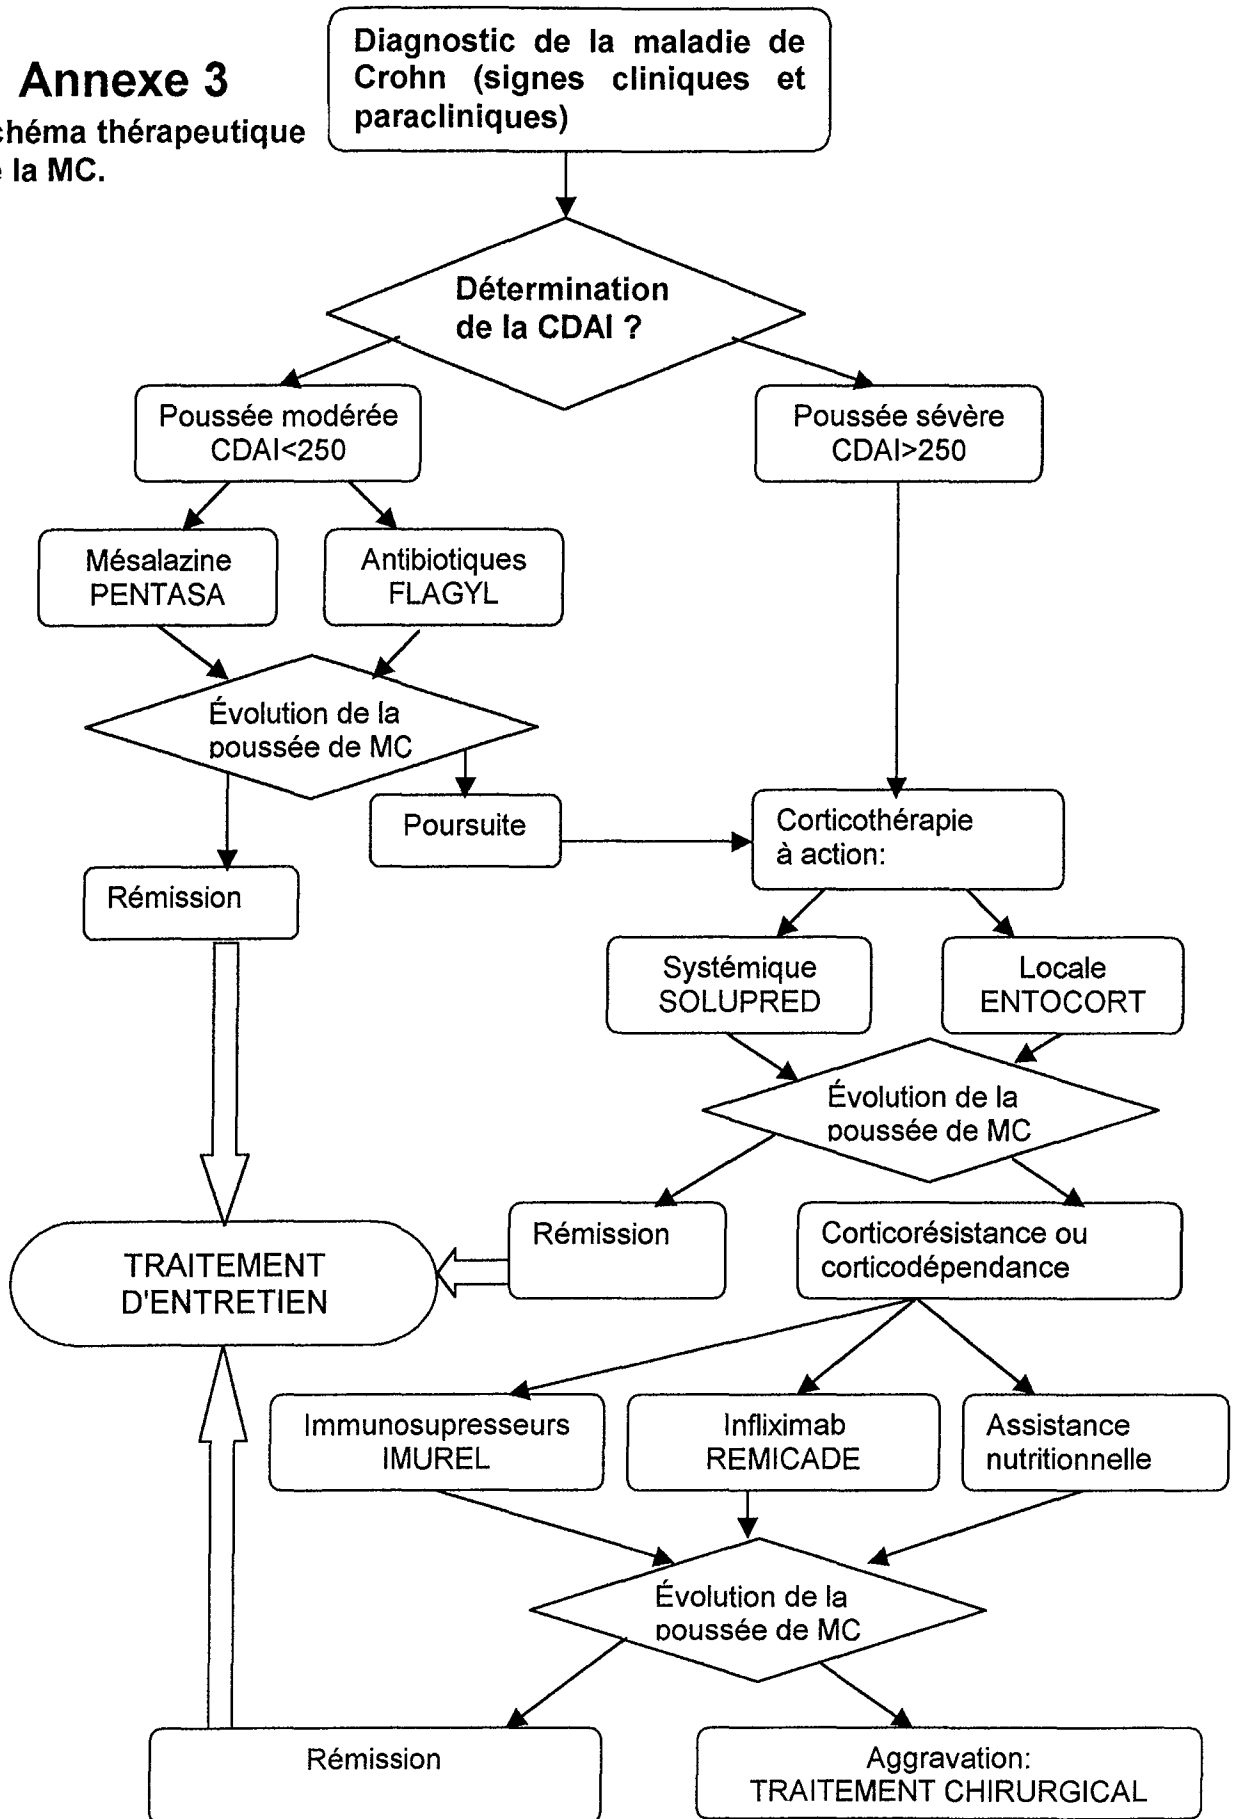 Annexe 3
chéma thérapeutique
e la MC.
Diagnostic de la maladie de
Crohn (signes cliniques et
paracliniques)
Détermination
de la CDAI ?
Poussée modérée
CDAI<250
Poussée sévère
CDAI>250
Mésalazine
PENTASA
Antibiotiques
FLAGYL
Évolution de la
poussée de MC
Poursuite
Corticothérapie
à action:
Rémission
Systémique
SOLUPRED
Locale
ENTOCORT
Évolution de la
poussée de MC
Rémission
Corticorésistance ou
corticodépendance
TRAITEMENT
D'ENTRETIEN
Immunosupresseurs
IMUREL
Infliximab
REMICADE
Assistance
nutritionnelle
Évolution de la
poussée de MC
Rémission
Aggravation:
TRAITEMENT CHIRURGICAL